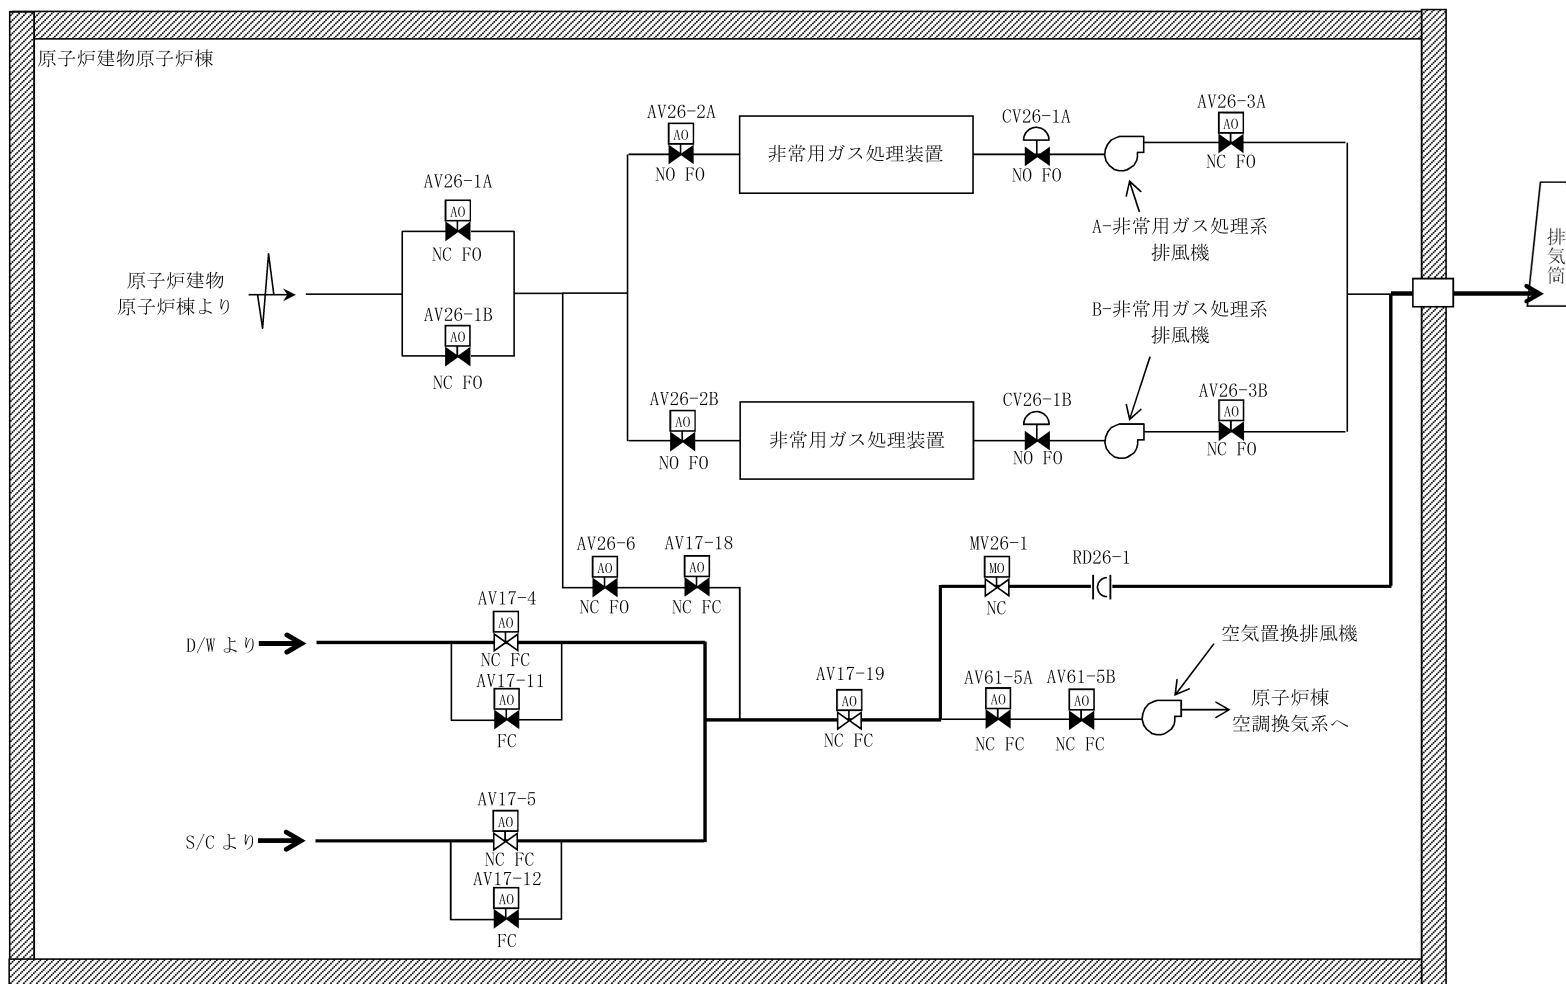 原子炉建物原子炉棟
AV26-2A
AO
NO FO
非常用ガス処理装置
CV26-1A
NO FO
AV26-3A
AO
NC FO
A-非常用ガス処理系
排風機
AV26-1A
AO
NC FO
原子炉建物
原子炉棟より
AV26-1B
AO
NC FO
排気筒
B-非常用ガス処理系
排風機
AV26-2B
AO
NO FO
非常用ガス処理装置
CV26-1B
NO FO
AV26-3B
AO
NC FO
AV26-6
AO
NC FO
AV17-18
AO
NC FC
MV26-1
MO
NC
RD26-1
D/W より
AV17-4
AO
NC FC
AV17-11
AO
FC
AV17-19
AO
NC FC
AV61-5A
AO
NC FC
AV61-5B
AO
NC FC
空気置換排風機
原子炉棟
空調換気系へ
S/C より
AV17-5
AO
NC FC
AV17-12
AO
FC